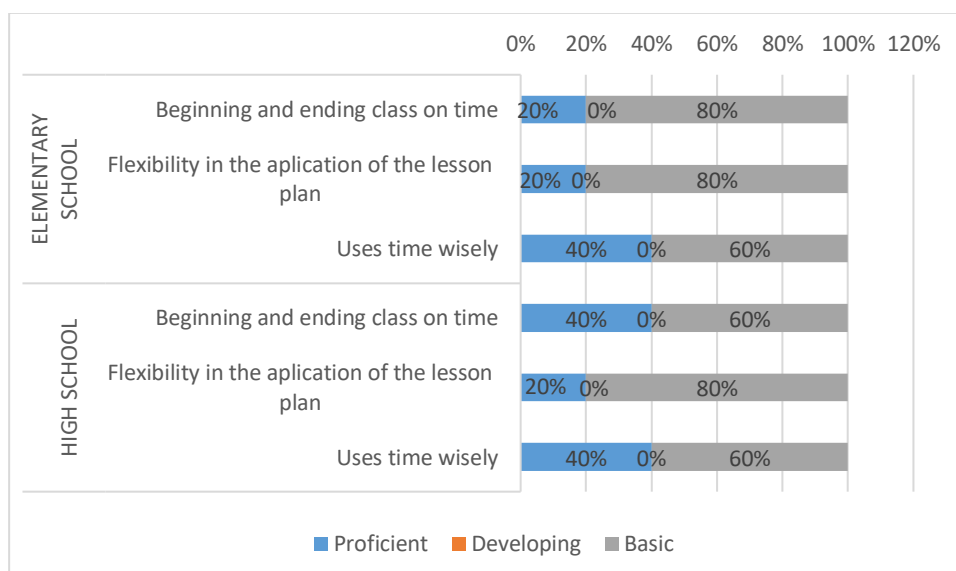 0% 20% 40% 60% 80% 100% 120%
ELEMENTARY
SCHOOL
Beginning and ending class on time
20% 0% 80%
Flexibility in the aplication of the lesson
plan
20% 0% 80%
Uses time wisely
40% 0% 60%
HIGH SCHOOL
Beginning and ending class on time
40% 0% 60%
Flexibility in the aplication of the lesson
plan
20% 0% 80%
Uses time wisely
40% 0% 60%
Proficient Developing Basic